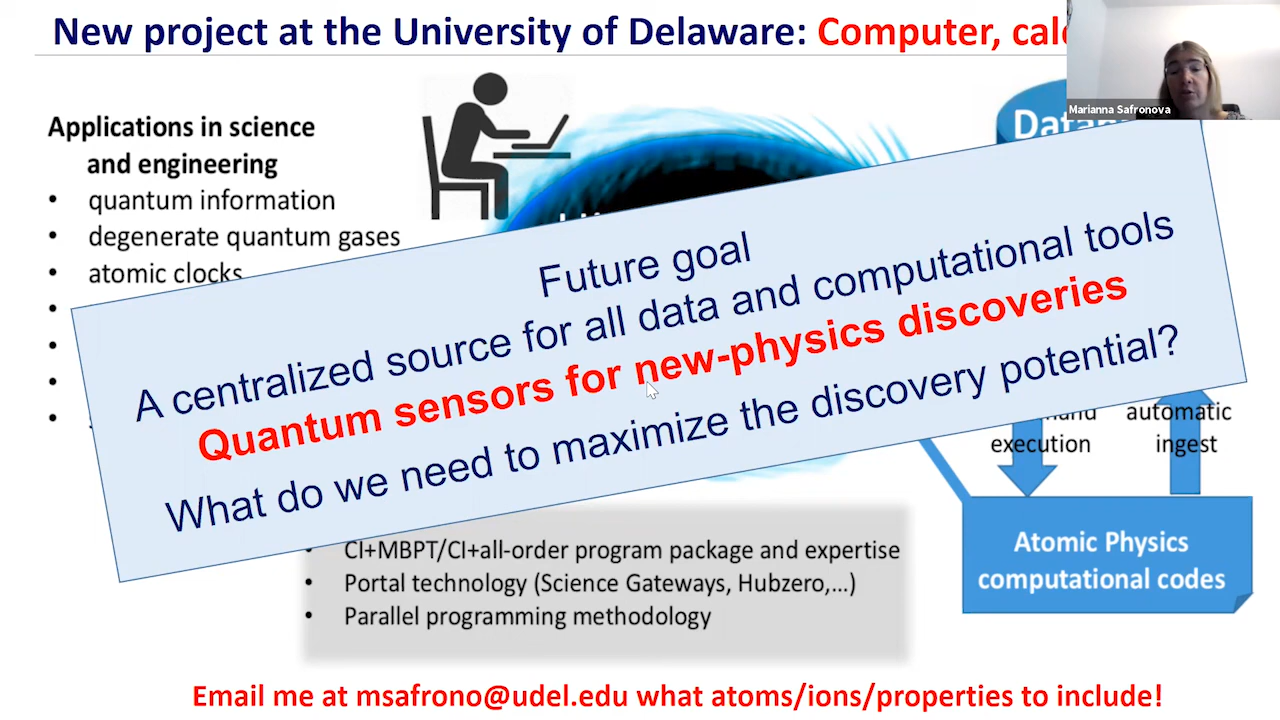 New project at the University of Delaware: Computer,
Marianna Safronova
Applications in science
and engineering
• quantum information
• degenerate quantum gases
• atomic clocks
•
•
•
•
Future goal
A centralized source for all data and computational tools
Quantum sensors for new-physics discoveries
What do we need to maximize the discovery potential?
execution
automatic
ingest
Atomic Physics
computational codes
• CI+MBPT/CI+all-order program package and expertise
• Portal technology (Science Gateways, Hubzero,...)
• Parallel programming methodology
Email me at msafrono@udel.edu what atoms/ions/properties to include!